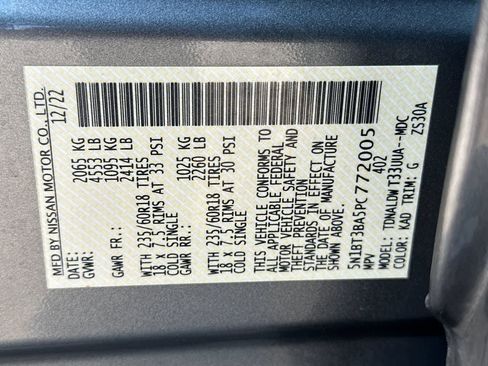 MFD BY NISSAN MOTOR CO., LTD.
12/22
GVWR: 2065 KG
4553 LB
GAWR FR.: 1095 KG
2414 LB
WITH 235/60R18 TIRES
18 X 7.5 RIMS AT 33 PSI
COLD SINGLE
GAWR RR.: 1025 KG
2260 LB
WITH 235/60R18 TIRES
18 X 7.5 RIMS AT 30 PSI
COLD SINGLE
THIS VEHICLE CONFORMS TO
ALL APPLICABLE FEDERAL
MOTOR VEHICLE SAFETY AND
THEFT PREVENTION
STANDARDS IN EFFECT ON
THE DATE OF MANUFACTURE
SHOWN ABOVE.
5N1BT3BA5PC772005
MPV 402
MODEL: TDNALDW T33UUA--MDC
COLOR: KAD TRIM: G ZS30A